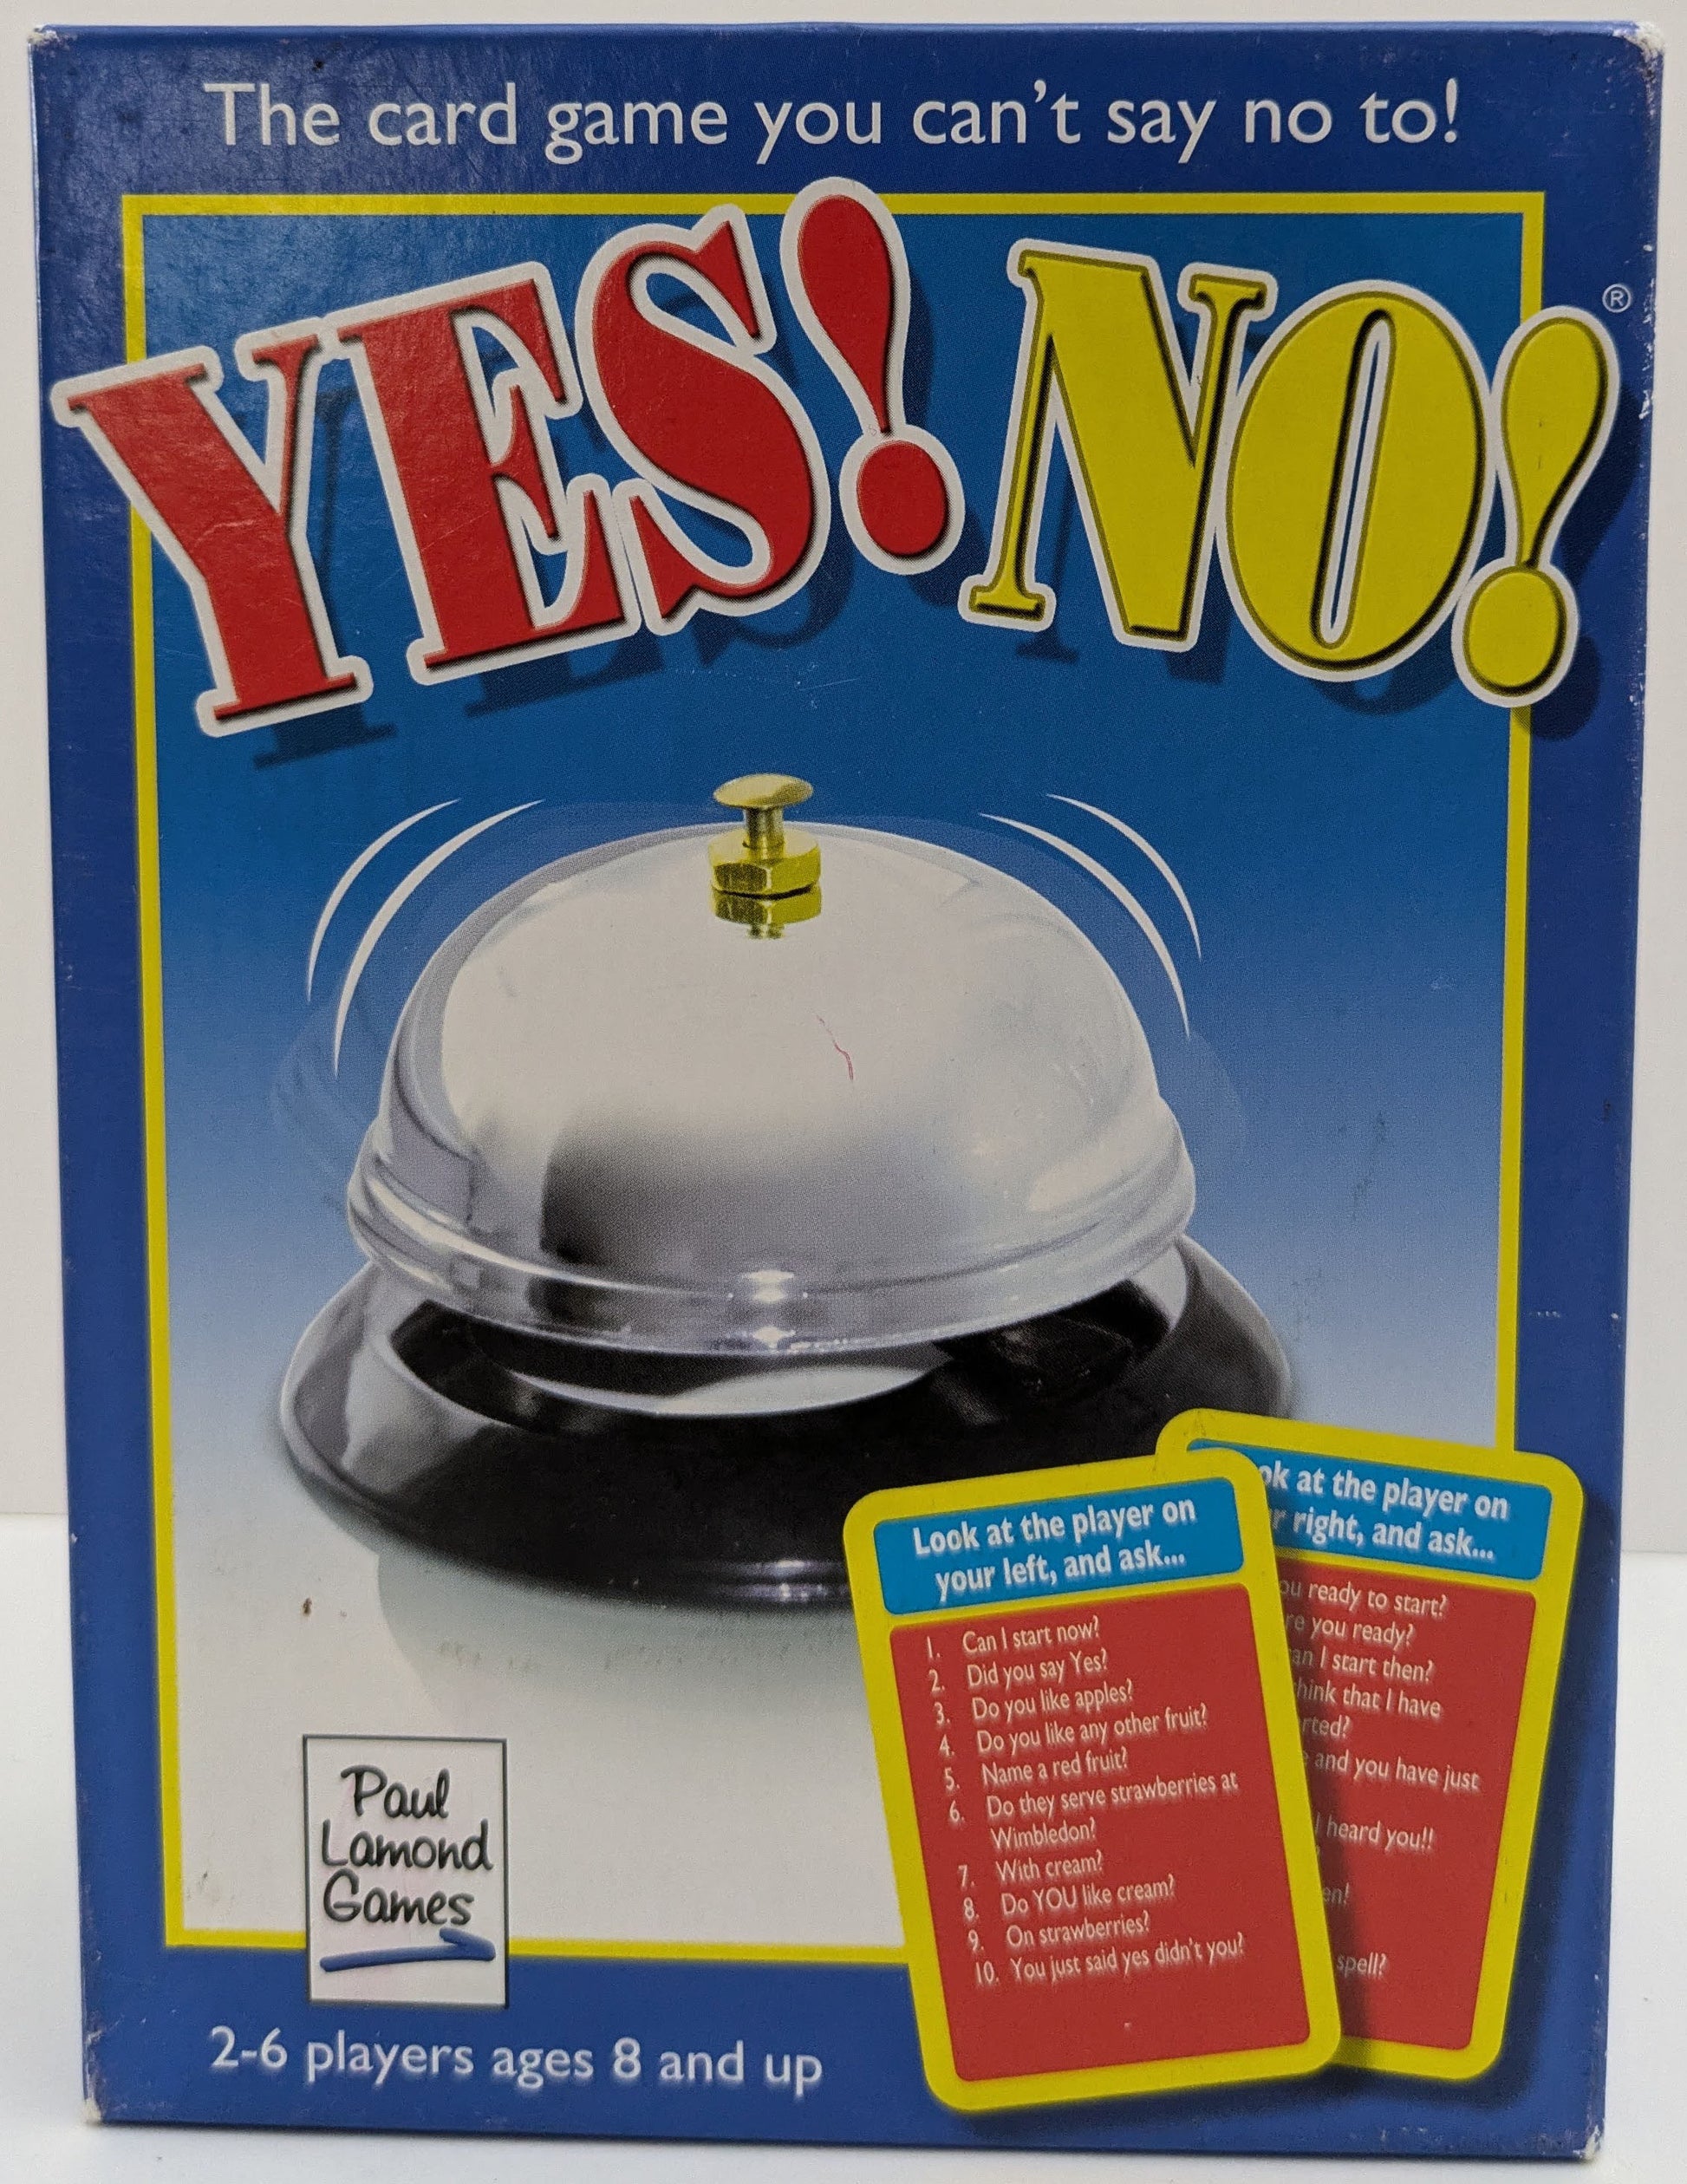 The card game you can't say no to!
YES! NO!
®
Look at the player on
your left, and ask...
1. Can I start now?
2. Did you say Yes?
3. Do you like apples?
4. Do you like any other fruit?
5. Name a red fruit?
6. Do they serve strawberries at
Wimbledon?
7. With cream?
8. Do YOU like cream?
9. On strawberries?
10. You just said yes didn't you?
at the player on
right, and ask...
ready to start?
you ready?
I start then?
that I have
and you have just
I heard you!!
spell?
Paul
Lamond
Games
2-6 players ages 8 and up